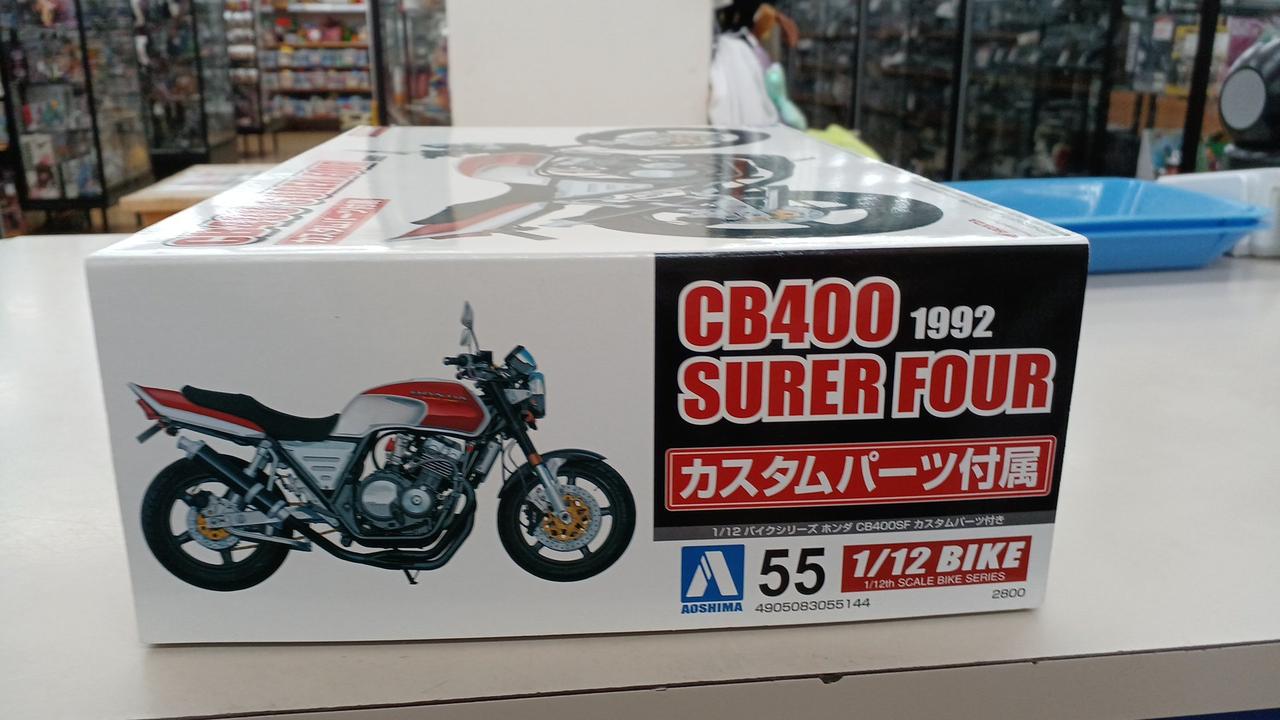 CB400 1992
SURER FOUR
カスタムパーツ付属
1/12 バイクシリーズ ホンダ CB400SF カスタムパーツ付き
AOSHIMA
55
1/12 BIKE
1/12th SCALE BIKE SERIES
4905083055144
2800
HONDA